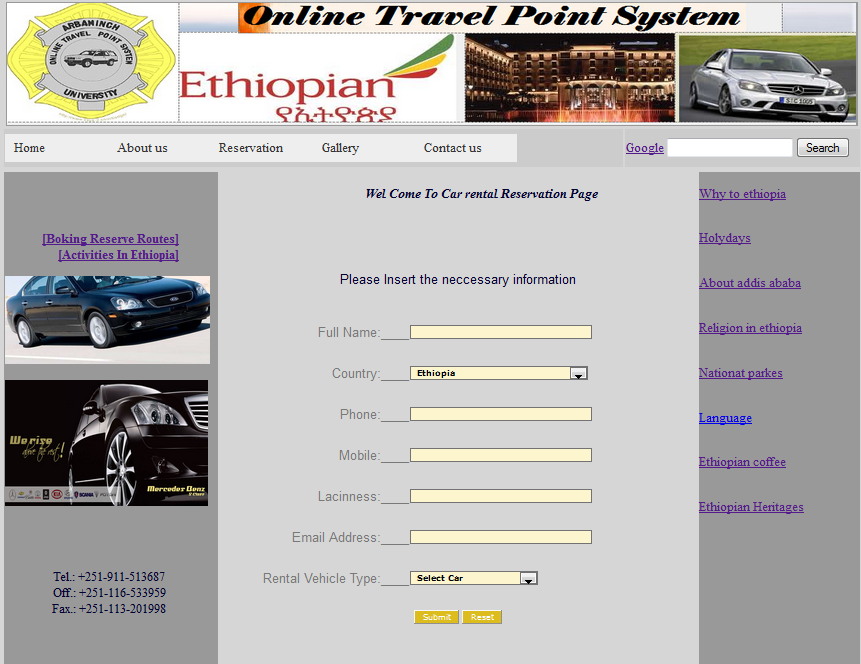 Online Travel Point System
ARBAMINCH
ONLINE TRAVEL POINT SYSTEM
UNIVERSITY
Ethiopian
የኢትዮጵያ
S:C 1005
Home About us Reservation Gallery Contact us Google Search
Wel Come To Car rental Reservation Page
[Boking Reserve Routes]
[Activities In Ethiopia]
We rise
above the rest!
Mercedes Benz
Tel.: +251-911-513687
Off.: +251-116-533959
Fax.: +251-113-201998
Please Insert the neccessary information
Full Name:____
Country:____ Ethiopia
Phone:____
Mobile:____
Lacinness:____
Email Address:____
Rental Vehicle Type:____ Select Car
Submit Reset
Why to ethiopia
Holydays
About addis ababa
Religion in ethiopia
Nationat parkes
Language
Ethiopian coffee
Ethiopian Heritages